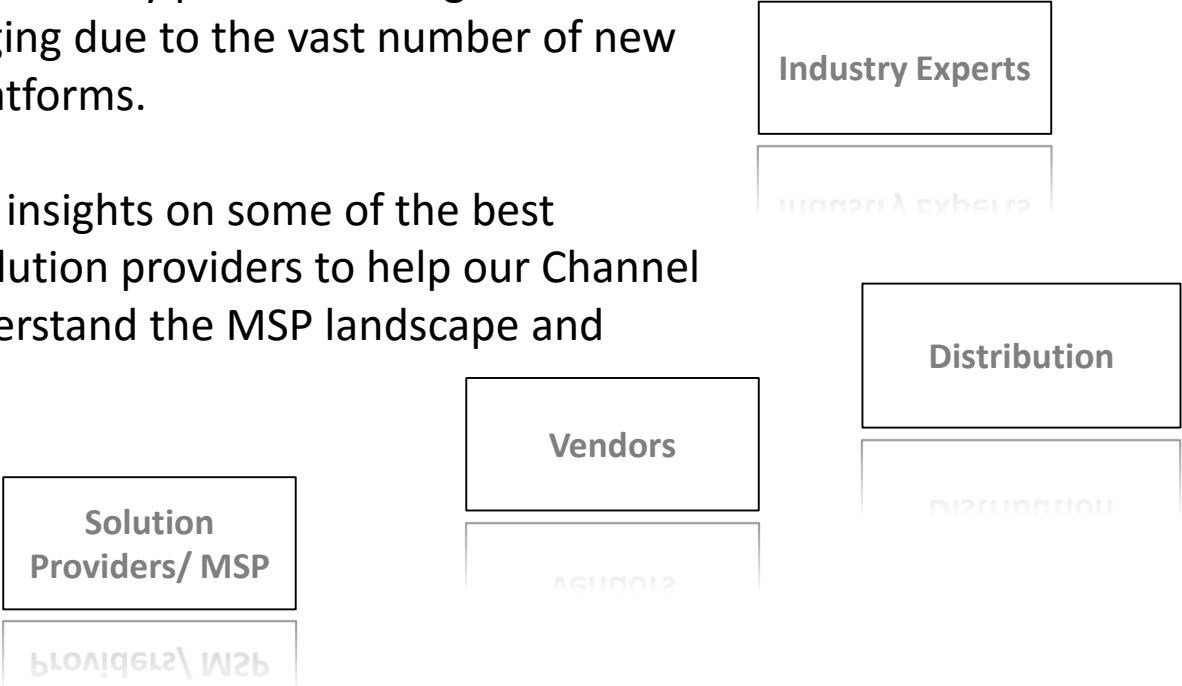 ging due to the vast number of new
atforms.
insights on some of the best
lution providers to help our Channel
erstand the MSP landscape and
Industry Experts
Distribution
Vendors
Solution
Providers/ MSP